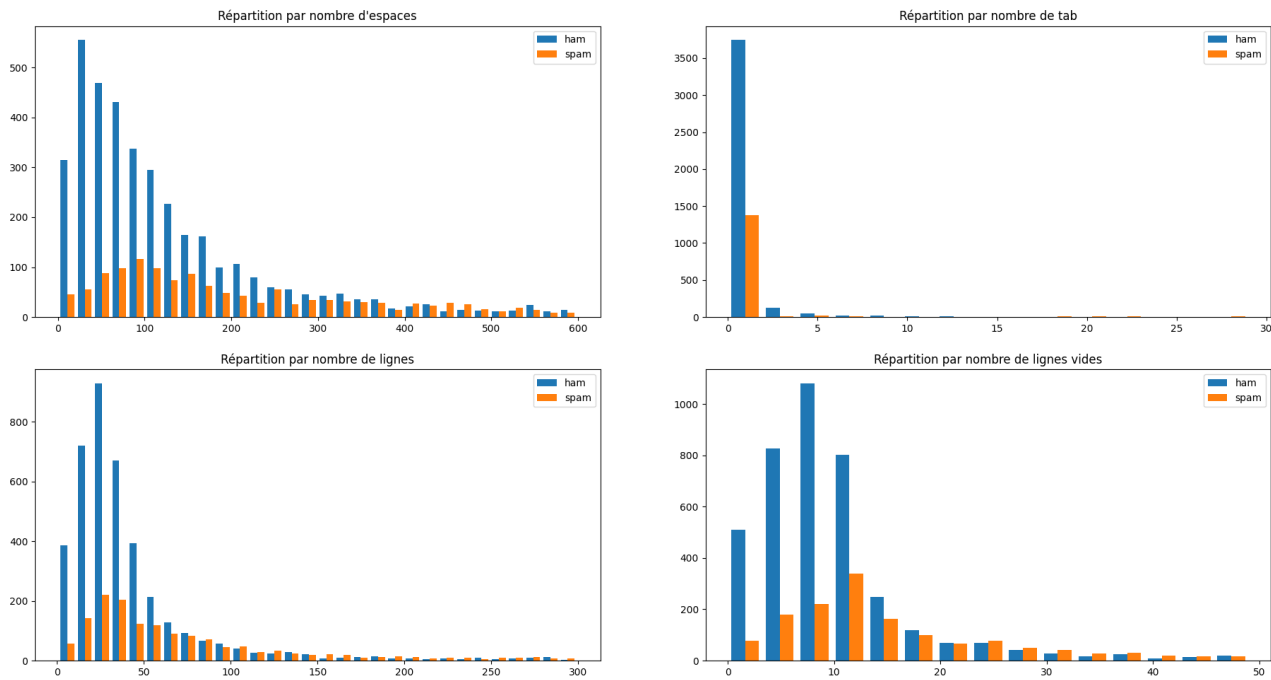 Répartition par nombre d'espaces
ham
spam
500
400
300
200
100
0
0 100 200 300 400 500 600
Répartition par nombre de tab
ham
spam
3500
3000
2500
2000
1500
1000
500
0
0 5 10 15 20 25 30
Répartition par nombre de lignes
ham
spam
800
600
400
200
0
0 50 100 150 200 250 300
Répartition par nombre de lignes vides
ham
spam
1000
800
600
400
200
0
0 10 20 30 40 50